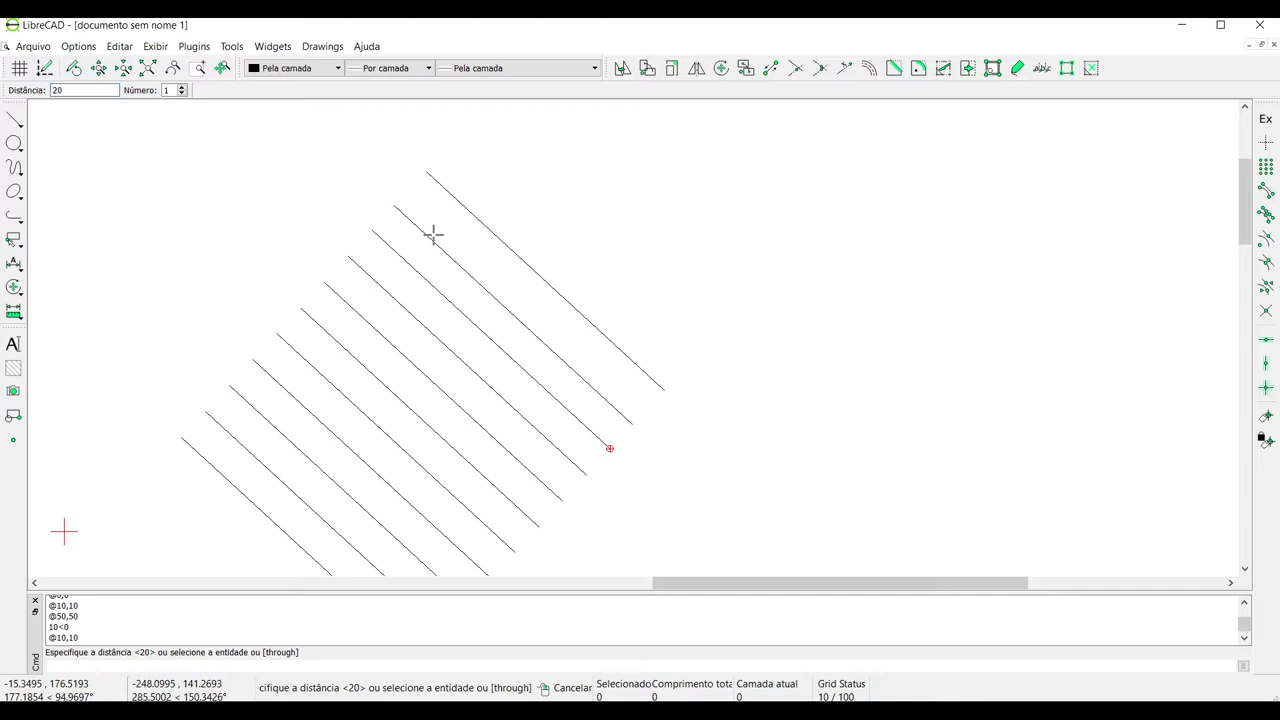 LibreCAD - [documento sem nome 1]
Arquivo Options Editar Exibir Plugins Tools Widgets Drawings Ajuda
Pela camada Por camada Pela camada
Distância: 20 Número: 1
Ex
A
@10,10
@50,50
10<0
@10,10
Especifique a distância <20> ou selecione a entidade ou [through]
Cmd
-15.3495 , 176.5193 -248.0995 , 141.2693 cifique a distância <20> ou selecione a entidade ou [through] Cancelar Selecionado Comprimento tota Camada atual Grid Status
177.1854 < 94.9697° 285.5002 < 150.3426° 0 0 0 10 / 100